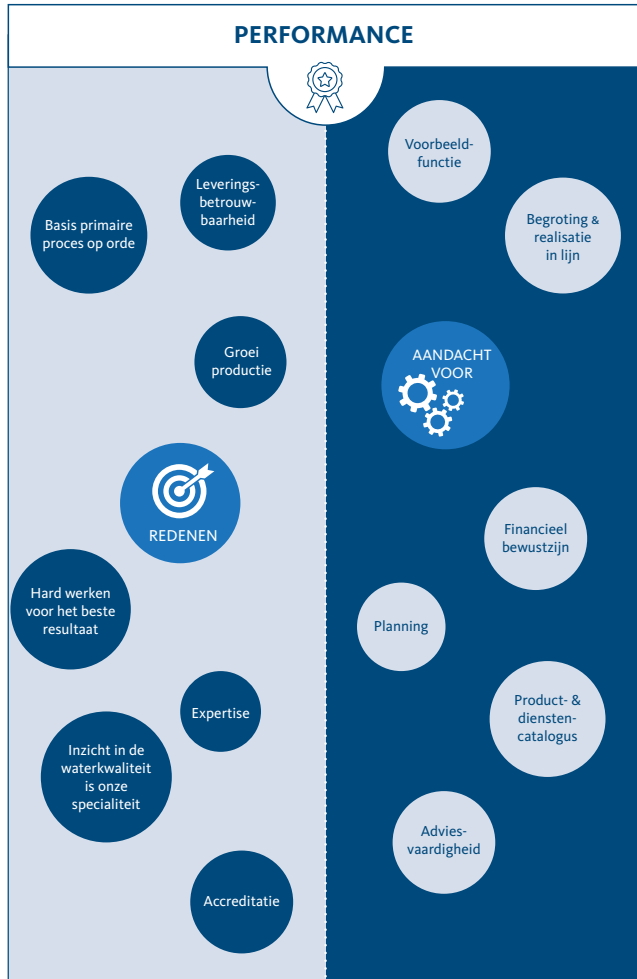 PERFORMANCE
Leverings-
betrouw-
baarheid
Basis primaire
proces op orde
Groei
productie
REDENEN
Hard werken
voor het beste
resultaat
Expertise
Inzicht in de
waterkwaliteit
is onze
specialiteit
Accreditatie
Voorbeeld-
functie
Begroting &
realisatie
in lijn
AANDACHT
VOOR
Financieel
bewustzijn
Planning
Product- &
diensten-
catalogus
Advies-
vaardigheid